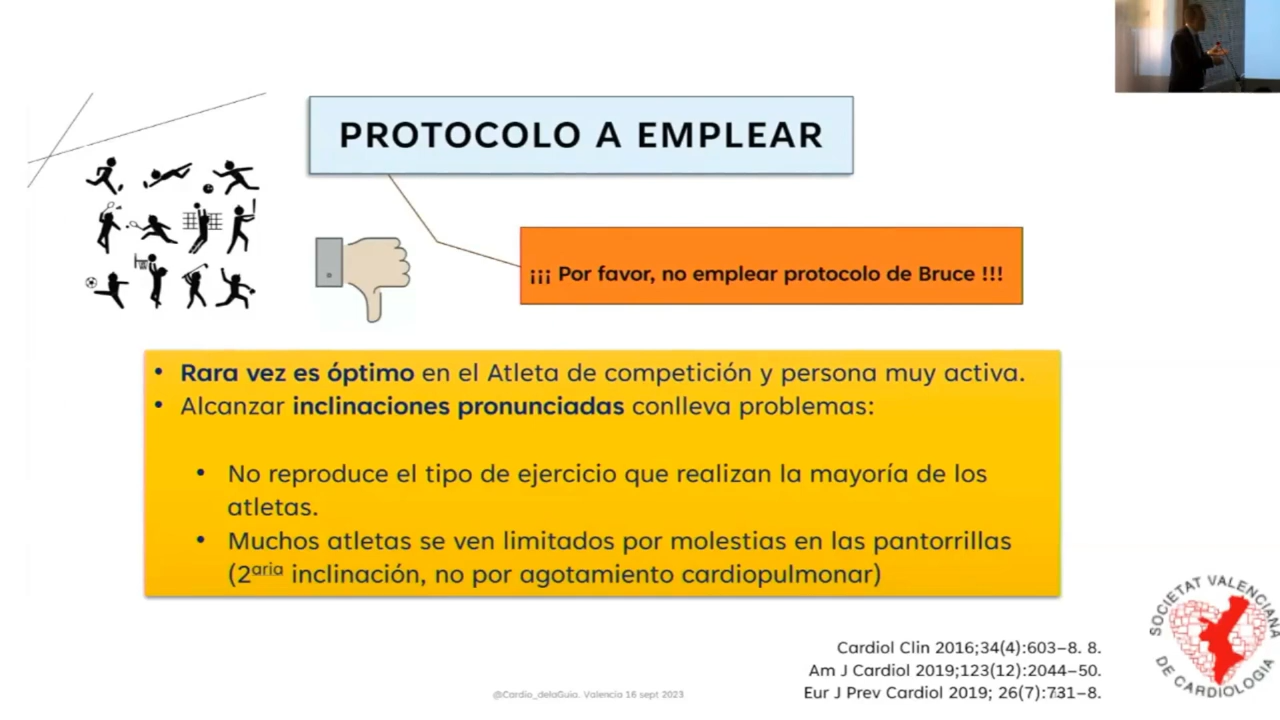 PROTOCOLO A EMPLEAR
¡¡¡ Por favor, no emplear protocolo de Bruce !!!
• Rara vez es óptimo en el Atleta de competición y persona muy activa.
• Alcanzar inclinaciones pronunciadas conlleva problemas:
• No reproduce el tipo de ejercicio que realizan la mayoría de los
atletas.
• Muchos atletas se ven limitados por molestias en las pantorrillas
(2aria inclinación, no por agotamiento cardiopulmonar)
Cardiol Clin 2016;34(4):603–8. 8.
Am J Cardiol 2019;123(12):2044–50.
Eur J Prev Cardiol 2019; 26(7):731–8.
@Cardio_delaGuia. Valencia 16 sept 2023
SOCIETAT VALENCIANA
DE CARDIOLOGIA